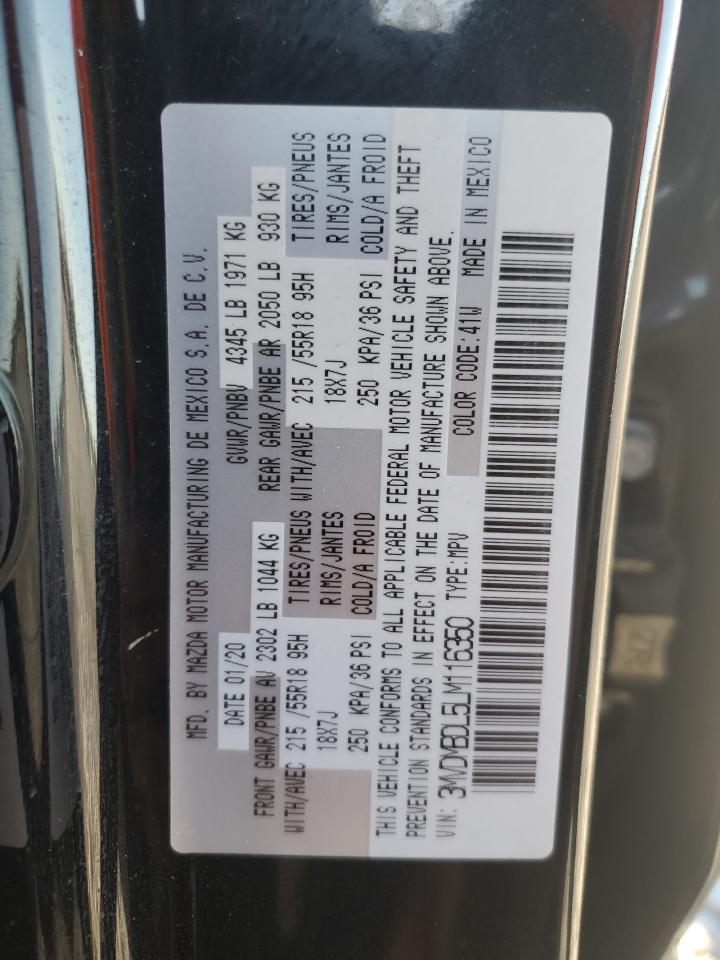 MFD. BY MAZDA MOTOR MANUFACTURING DE MEXICO S.A. DE C.V.
DATE 01/20 GVWR/PNBV 4345 LB 1971 KG
FRONT GAWR/PNBE AV 2302 LB 1044 KG REAR GAWR/PNBE AR 2050 LB 930 KG
WITH/AVEC 215 /55R18 95H TIRES/PNEUS WITH/AVEC 215 /55R18 95H TIRES/PNEUS
18X7J RIMS/JANTES 18X7J RIMS/JANTES
250 KPA/36 PSI COLD/A FROID 250 KPA/36 PSI COLD/A FROID
THIS VEHICLE CONFORMS TO ALL APPLICABLE FEDERAL MOTOR VEHICLE SAFETY AND THEFT
PREVENTION STANDARDS IN EFFECT ON THE DATE OF MANUFACTURE SHOWN ABOVE.
VIN: 3MVDMBDL5LM116350 TYPE:MPV COLOR CODE:41W MADE IN MEXICO